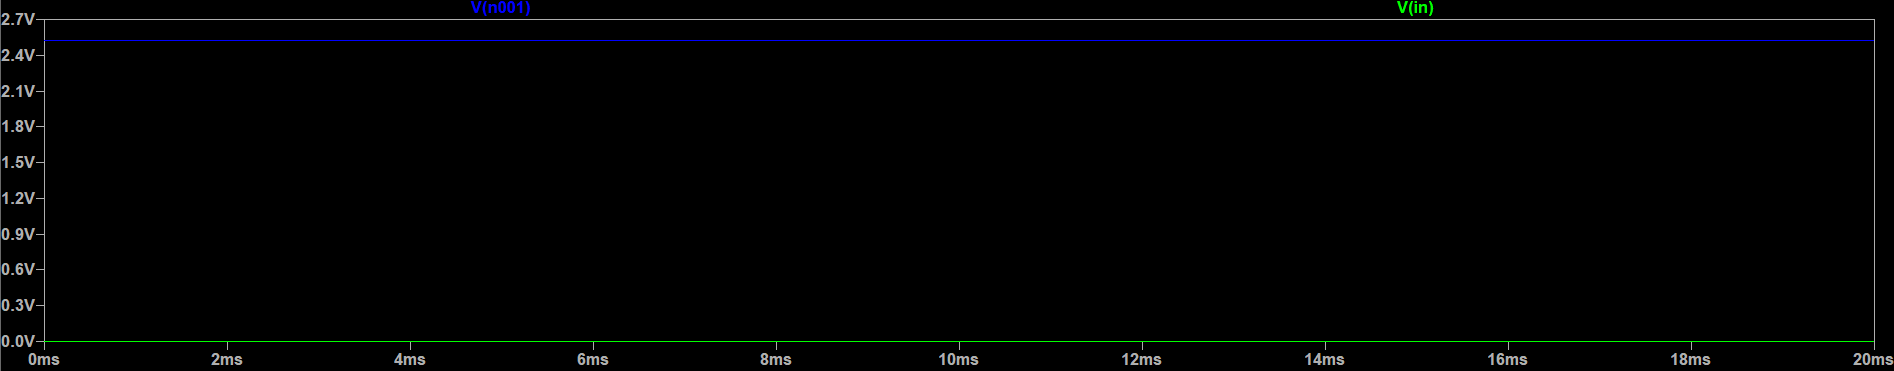 V(n001) V(in)
2.7V
2.4V
2.1V
1.8V
1.5V
1.2V
0.9V
0.6V
0.3V
0.0V
0ms 2ms 4ms 6ms 8ms 10ms 12ms 14ms 16ms 18ms 20ms